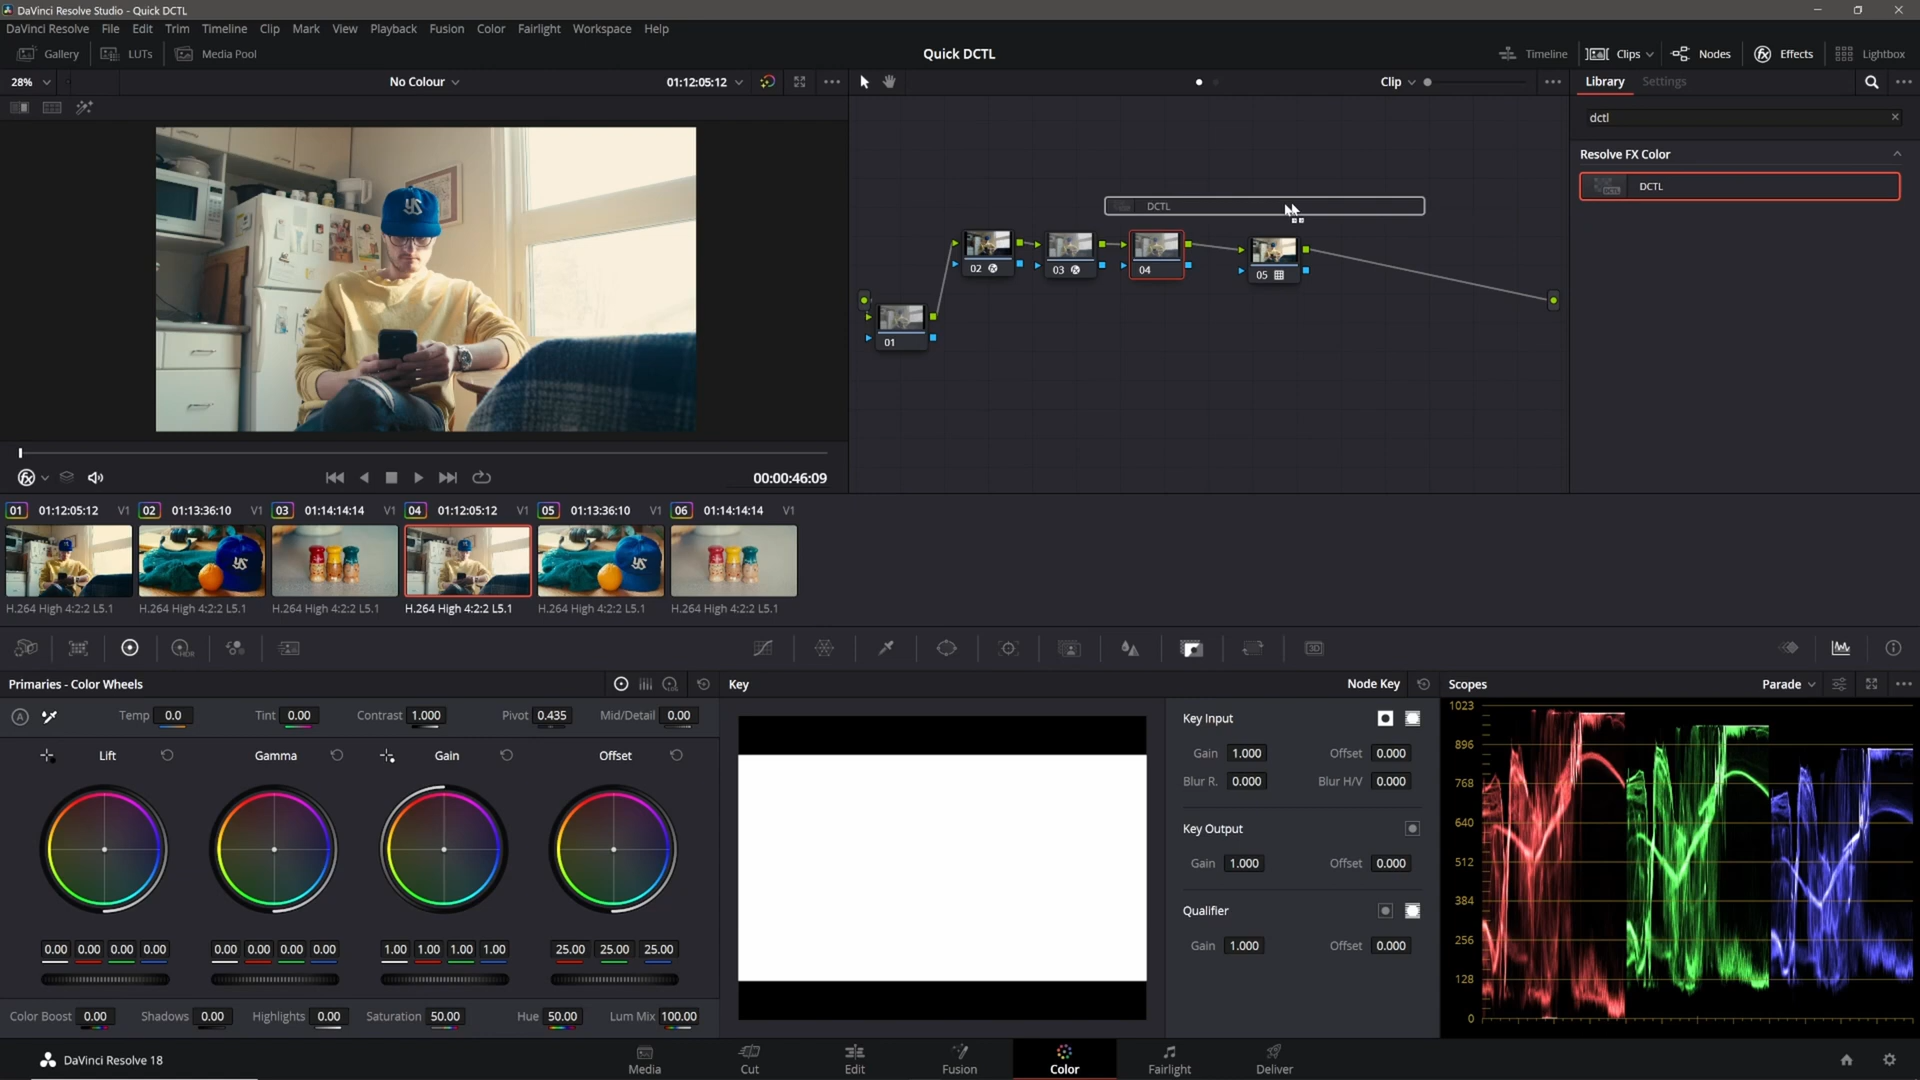 DaVinci Resolve Studio - Quick DCTL
DaVinci Resolve File Edit Trim Timeline Clip Mark View Playback Fusion Color Fairlight Workspace Help
Gallery LUTs Media Pool Quick DCTL Timeline Clips Nodes Effects Lightbox
28% No Colour 01:12:05:12 Clip Library Settings
dctl
Resolve FX Color
DCTL
DCTL
02 03 04 05
01
00:00:46:09
01 01:12:05:12 V1 02 01:13:36:10 V1 03 01:14:14:14 V1 04 01:12:05:12 V1 05 01:13:36:10 V1 06 01:14:14:14 V1
H.264 High 4:2:2 L5.1 H.264 High 4:2:2 L5.1 H.264 High 4:2:2 L5.1 H.264 High 4:2:2 L5.1 H.264 High 4:2:2 L5.1 H.264 High 4:2:2 L5.1
HDR 3D
Primaries - Color Wheels Key Node Key Scopes Parade
A Temp 0.0 Tint 0.00 Contrast 1.000 Pivot 0.435 Mid/Detail 0.00
Lift Gamma Gain Offset
0.00 0.00 0.00 0.00 0.00 0.00 0.00 0.00 1.00 1.00 1.00 1.00 25.00 25.00 25.00
Color Boost 0.00 Shadows 0.00 Highlights 0.00 Saturation 50.00 Hue 50.00 Lum Mix 100.00
Key Input
Gain 1.000 Offset 0.000
Blur R. 0.000 Blur H/V 0.000
Key Output
Gain 1.000 Offset 0.000
Qualifier
Gain 1.000 Offset 0.000
1023
896
768
640
512
384
256
128
0
DaVinci Resolve 18 Media Cut Edit Fusion Color Fairlight Deliver